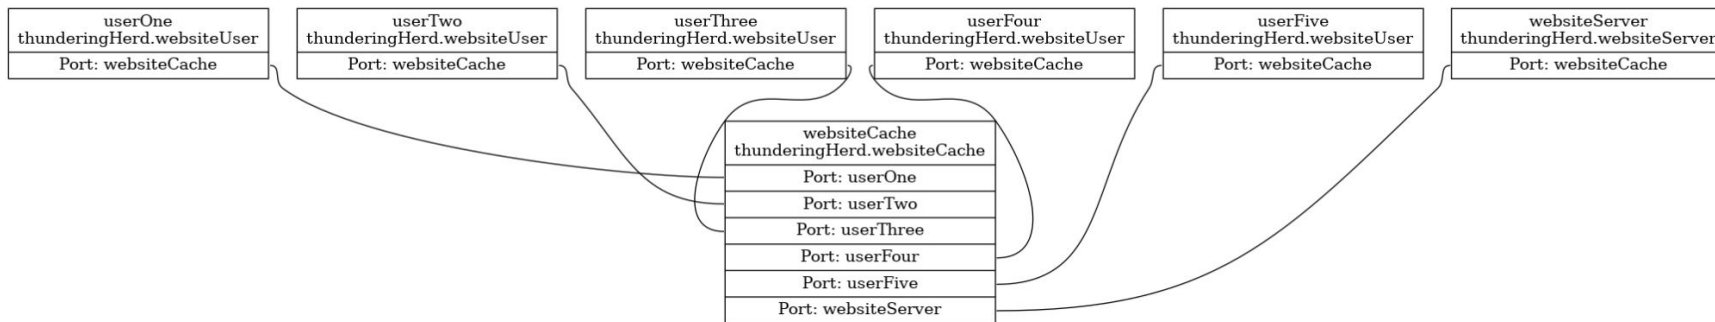 userOne
thunderingHerd.websiteUser
Port: websiteCache
userTwo
thunderingHerd.websiteUser
Port: websiteCache
userThree
thunderingHerd.websiteUser
Port: websiteCache
userFour
thunderingHerd.websiteUser
Port: websiteCache
userFive
thunderingHerd.websiteUser
Port: websiteCache
websiteServer
thunderingHerd.websiteServer
Port: websiteCache
websiteCache
thunderingHerd.websiteCache
Port: userOne
Port: userTwo
Port: userThree
Port: userFour
Port: userFive
Port: websiteServer